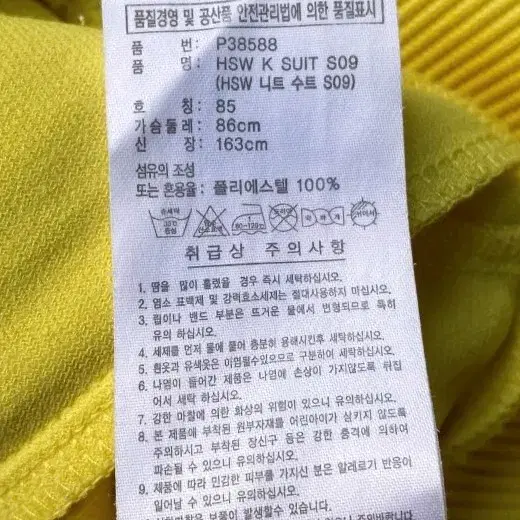 품질경영 및 공산품 안전관리법에 의한 품질표시
품 번: P38588
품 명: HSW K SUIT S09
(HSW 니트 수트 S09)
호 칭: 85
가슴둘레: 86cm
신 장: 163cm
섬유의 조성
또는 혼용율: 폴리에스텔 100%
취급상 주의사항
1. 땀을 많이 흘렸을 경우 즉시 세탁하십시오.
2. 염소 표백제 및 강력효소세제는 절대사용하지 마십시오.
3. 립이나 밴드 부분은 뜨거운 물에서 변형되므로 특히
유의 하십시오.
4. 세제를 먼저 물에 풀어 충분히 용해시킨후 세탁하십시오.
5. 흰옷과 유색옷은 이염될수있으므로 구분하여 세탁하십시오.
6. 나염이 들어간 제품은 나염에 손상이 가지않도록 뒤집
어서 세탁 하십시오.
7. 강한 마찰에 의한 화상의 위험이 있으니 유의하십시오.
8. 본 제품에 부착된 원부자재를 어린아이가 삼키지 않도록
주의하시고 부착된 장신구 등은 강한 충격에 의하여
파손될 수 있으니 유의하십시오.
9. 제품에 따라 민감한 피부를 가지신 분은 알레르기 반응이
일어날 수 있으니 유의하십시오.